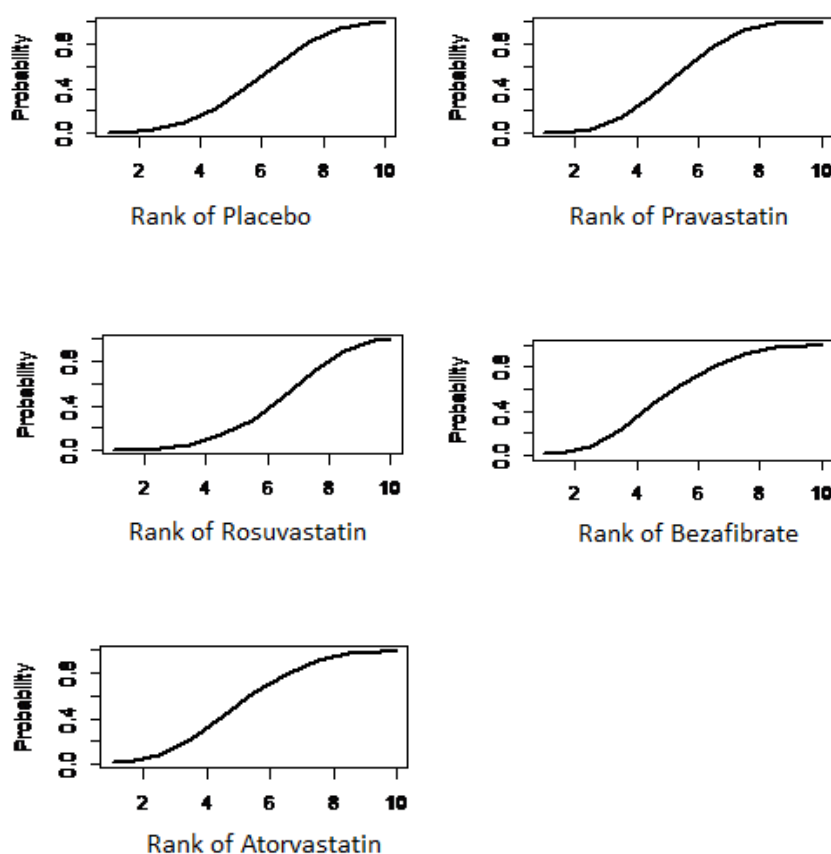 Probability
0.0 0.4 0.8
2 4 6 8 10
Rank of Placebo
Probability
0.0 0.4 0.8
2 4 6 8 10
Rank of Pravastatin
Probability
0.0 0.4 0.8
2 4 6 8 10
Rank of Rosuvastatin
Probability
0.0 0.4 0.8
2 4 6 8 10
Rank of Bezafibrate
Probability
0.0 0.4 0.8
2 4 6 8 10
Rank of Atorvastatin